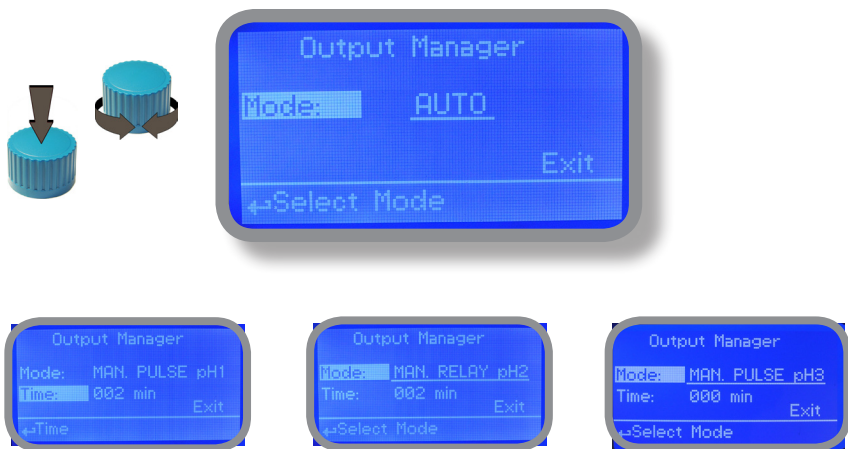 Output Manager
Mode: AUTO
Exit
↵Select Mode
Output Manager
Mode: MAN. PULSE pH1
Time: 002 min
Exit
↵Time
Output Manager
Mode: MAN. RELAY pH2
Time: 002 min
Exit
↵Select Mode
Output Manager
Mode: MAN. PULSE pH3
Time: 000 min
Exit
↵Select Mode